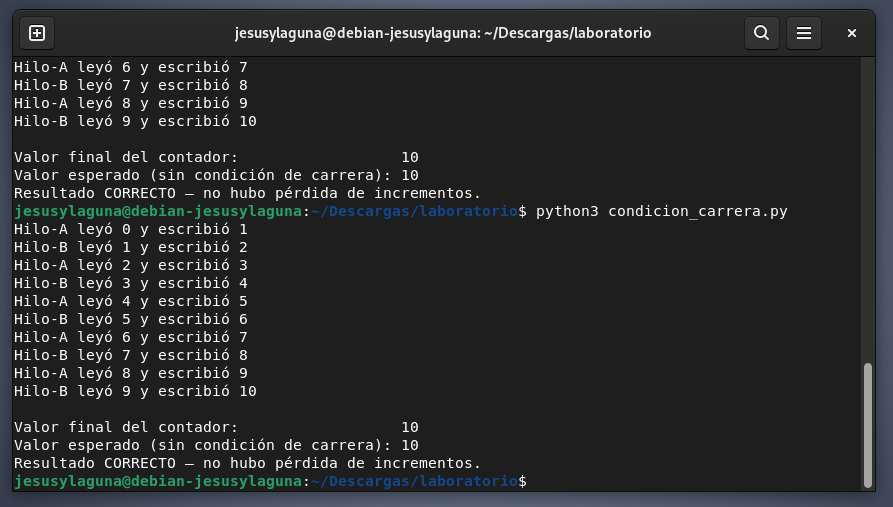 jesusylaguna@debian-jesusylaguna: ~/Descargas/laboratorio
Hilo-A leyó 6 y escribió 7
Hilo-B leyó 7 y escribió 8
Hilo-A leyó 8 y escribió 9
Hilo-B leyó 9 y escribió 10
Valor final del contador:                  10
Valor esperado (sin condición de carrera): 10
Resultado CORRECTO — no hubo pérdida de incrementos.
jesusylaguna@debian-jesusylaguna:~/Descargas/laboratorio$ python3 condicion_carrera.py
Hilo-A leyó 0 y escribió 1
Hilo-B leyó 1 y escribió 2
Hilo-A leyó 2 y escribió 3
Hilo-B leyó 3 y escribió 4
Hilo-A leyó 4 y escribió 5
Hilo-B leyó 5 y escribió 6
Hilo-A leyó 6 y escribió 7
Hilo-B leyó 7 y escribió 8
Hilo-A leyó 8 y escribió 9
Hilo-B leyó 9 y escribió 10
Valor final del contador:                  10
Valor esperado (sin condición de carrera): 10
Resultado CORRECTO — no hubo pérdida de incrementos.
jesusylaguna@debian-jesusylaguna:~/Descargas/laboratorio$